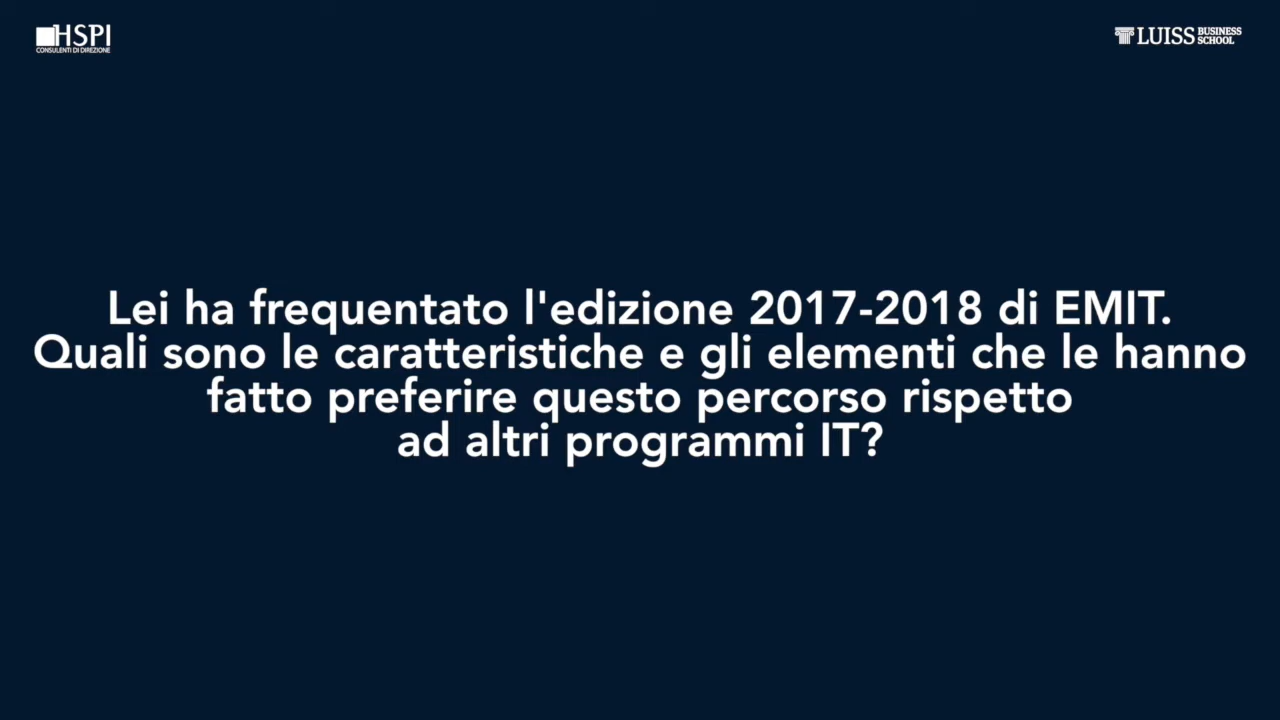 HSPI
CONSULENTI DI DIREZIONE
LUISS BUSINESS SCHOOL
Lei ha frequentato l'edizione 2017-2018 di EMIT.
Quali sono le caratteristiche e gli elementi che le hanno
fatto preferire questo percorso rispetto
ad altri programmi IT?